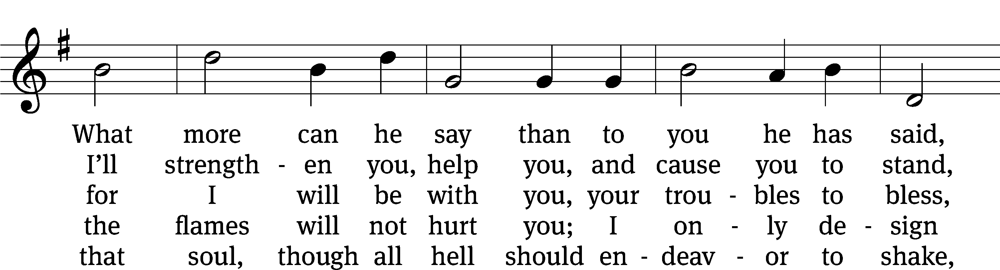 What more can he say than to you he has said,
I’ll strength - en you, help you, and cause you to stand,
for I will be with you, your trou - bles to bless,
the flames will not hurt you; I on - ly de - sign
that soul, though all hell should en - deav - or to shake,